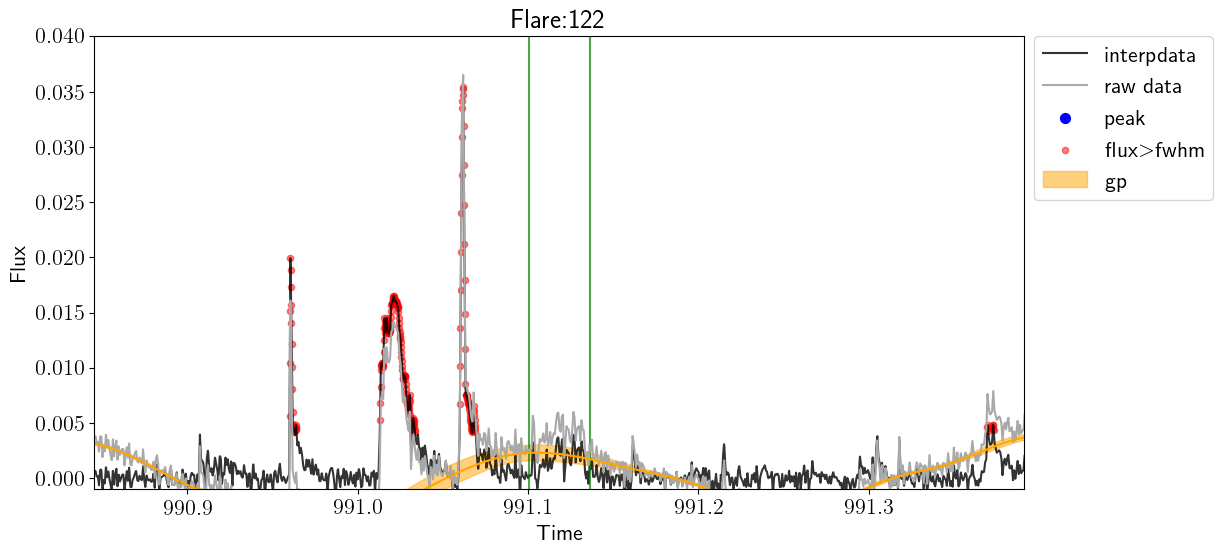 Flare:122
0.040
0.035
0.030
0.025
0.020
0.015
0.010
0.005
0.000
Flux
990.9 991.0 991.1 991.2 991.3
Time
interpdata
raw data
peak
flux>fwhm
gp